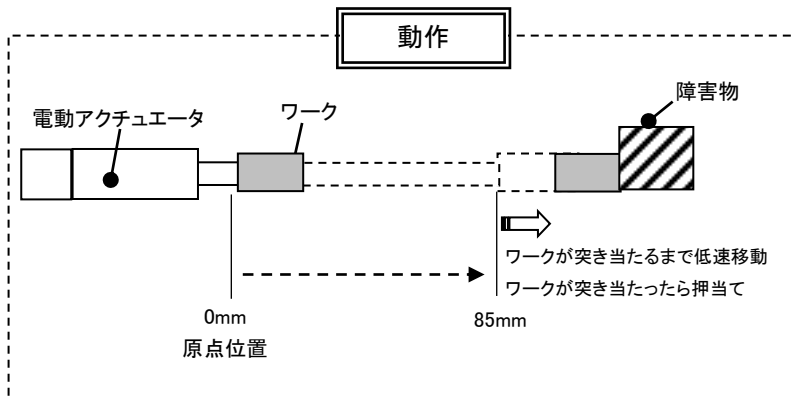 動作
障害物
ワーク
電動アクチュエータ
ワークが突き当たるまで低速移動
ワークが突き当たったら押当て
0mm
85mm
原点位置